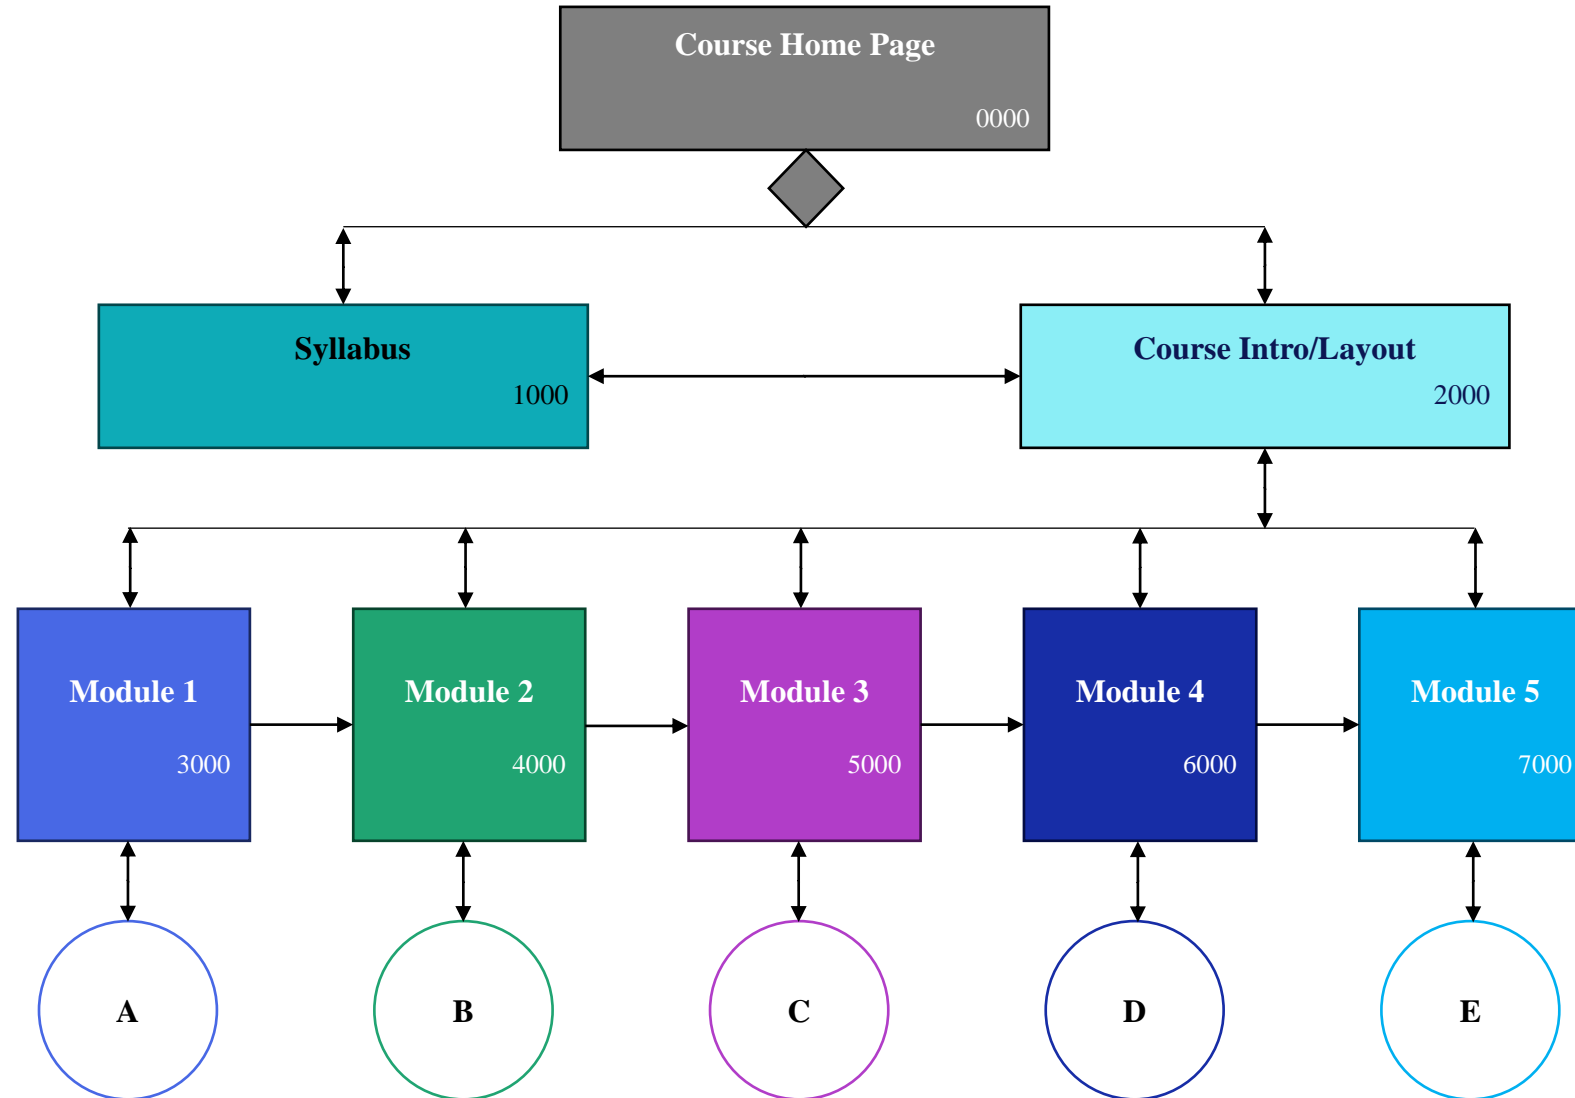 Course Home Page
0000
Syllabus
1000
Course Intro/Layout
2000
Module 1
3000
Module 2
4000
Module 3
5000
Module 4
6000
Module 5
7000
A
B
C
D
E